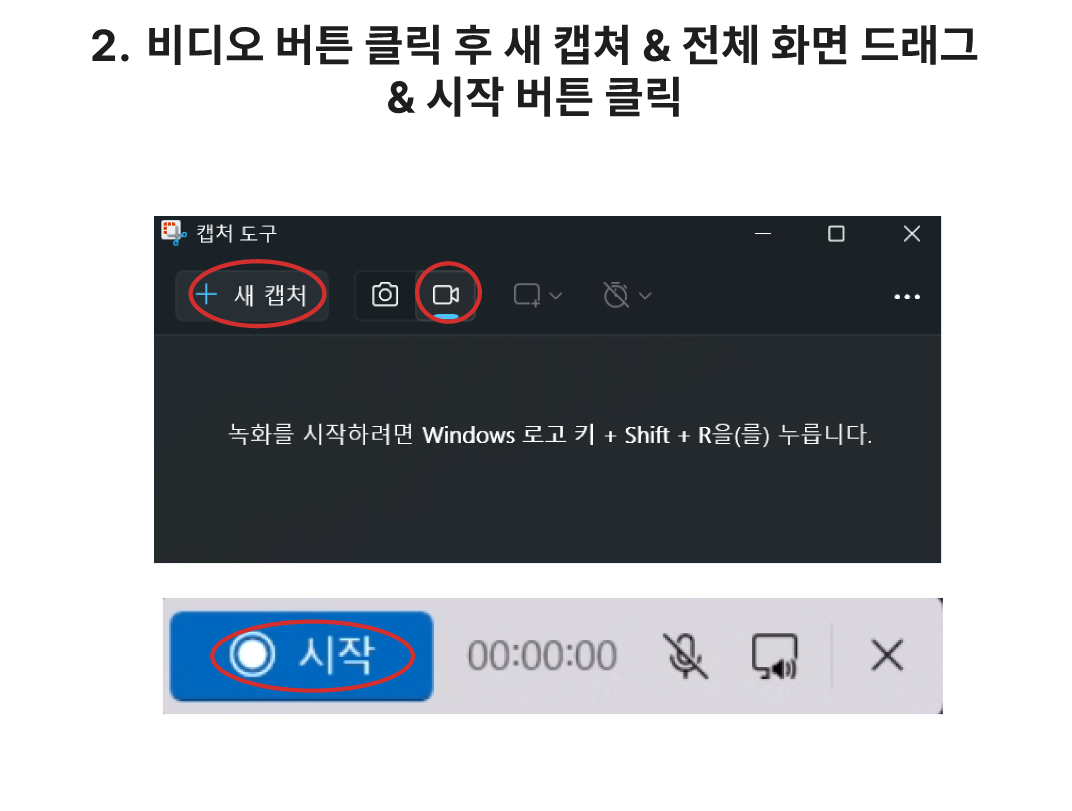 2. 비디오 버튼 클릭 후 새 캡쳐 & 전체 화면 드래그
& 시작 버튼 클릭
캡처 도구
새 캡처
녹화를 시작하려면 Windows 로고 키 + Shift + R을(를) 누릅니다.
시작 00:00:00